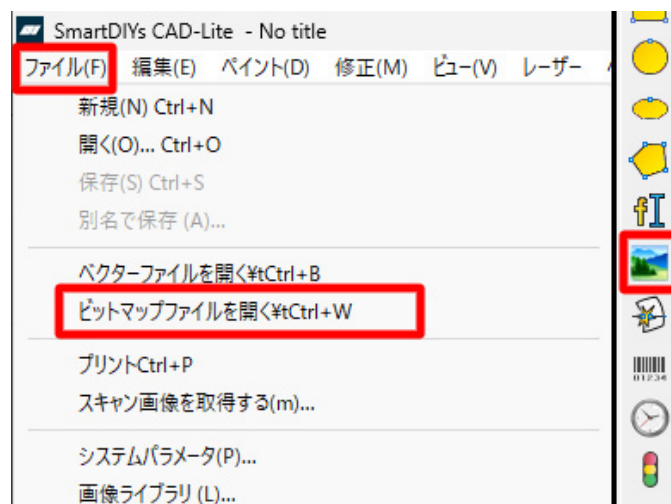 SmartDIYs CAD-Lite - No title
ファイル(F) 編集(E) ペイント(D) 修正(M) ビュー(V) レーザー
新規(N) Ctrl+N
開く(O)... Ctrl+O
保存(S) Ctrl+S
別名で保存 (A)...
ベクターファイルを開く¥tCtrl+B
ビットマップファイルを開く¥tCtrl+W
プリントCtrl+P
スキャン画像を取得する(m)...
システムパラメータ(P)...
画像ライブラリ (L)...
01234